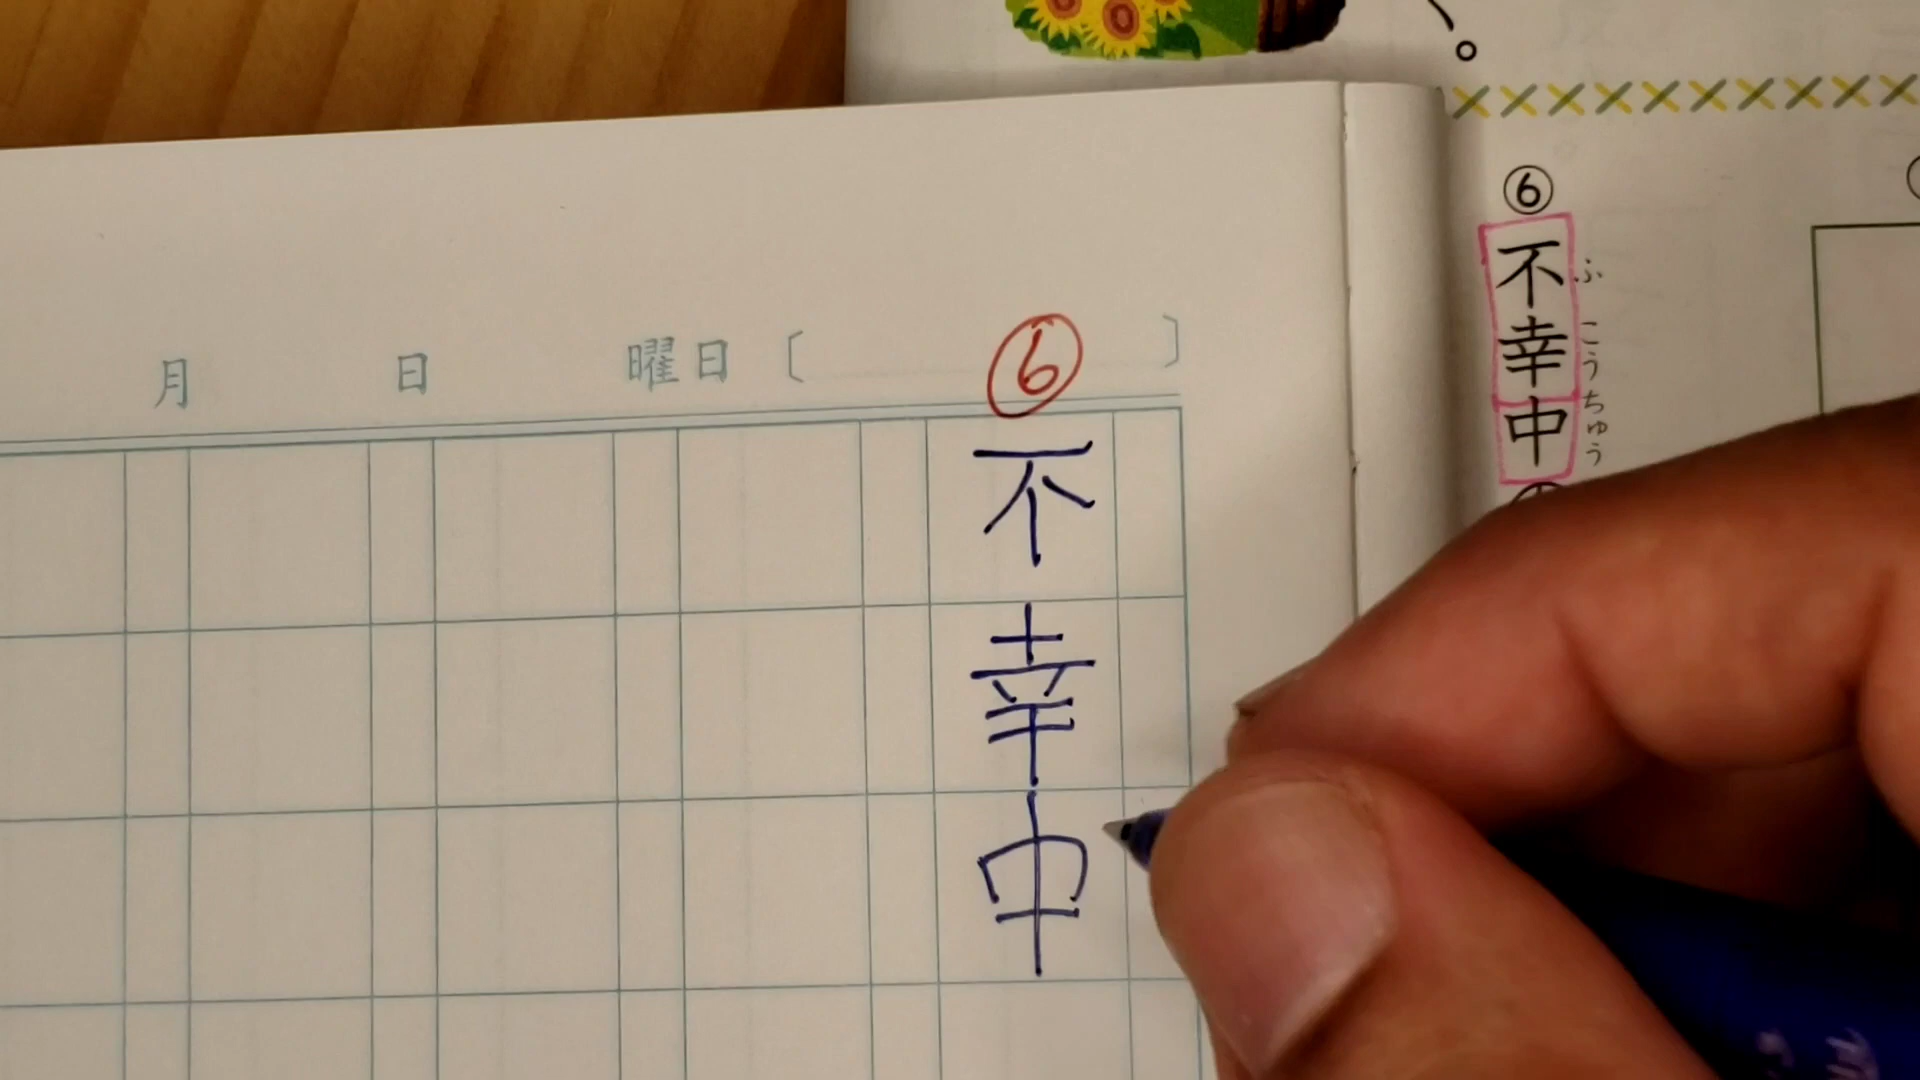 。
⑥
不幸中
ふこうちゅう
⑥
不幸中
月 日 曜日〔 〕